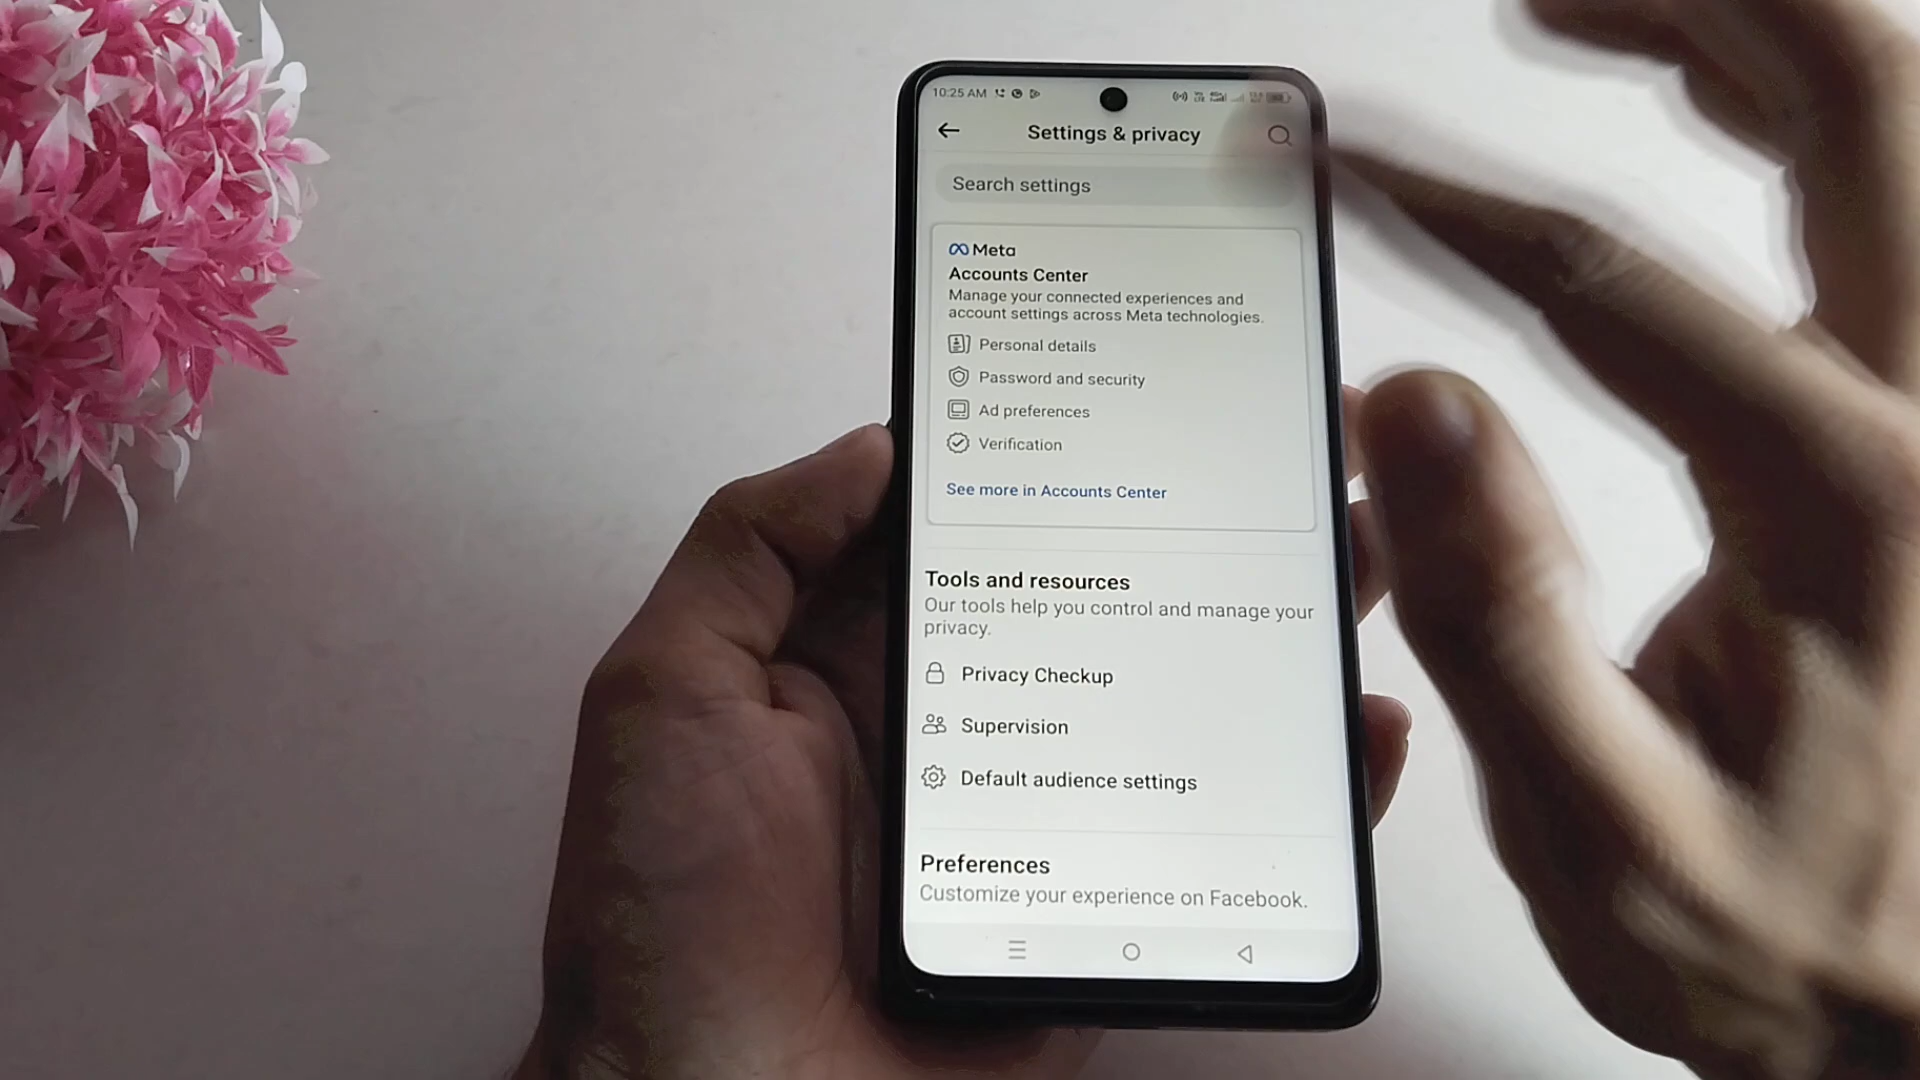 10:25 AM
Settings & privacy
Search settings
Meta
Accounts Center
Manage your connected experiences and
account settings across Meta technologies.
Personal details
Password and security
Ad preferences
Verification
See more in Accounts Center
Tools and resources
Our tools help you control and manage your
privacy.
Privacy Checkup
Supervision
Default audience settings
Preferences
Customize your experience on Facebook.